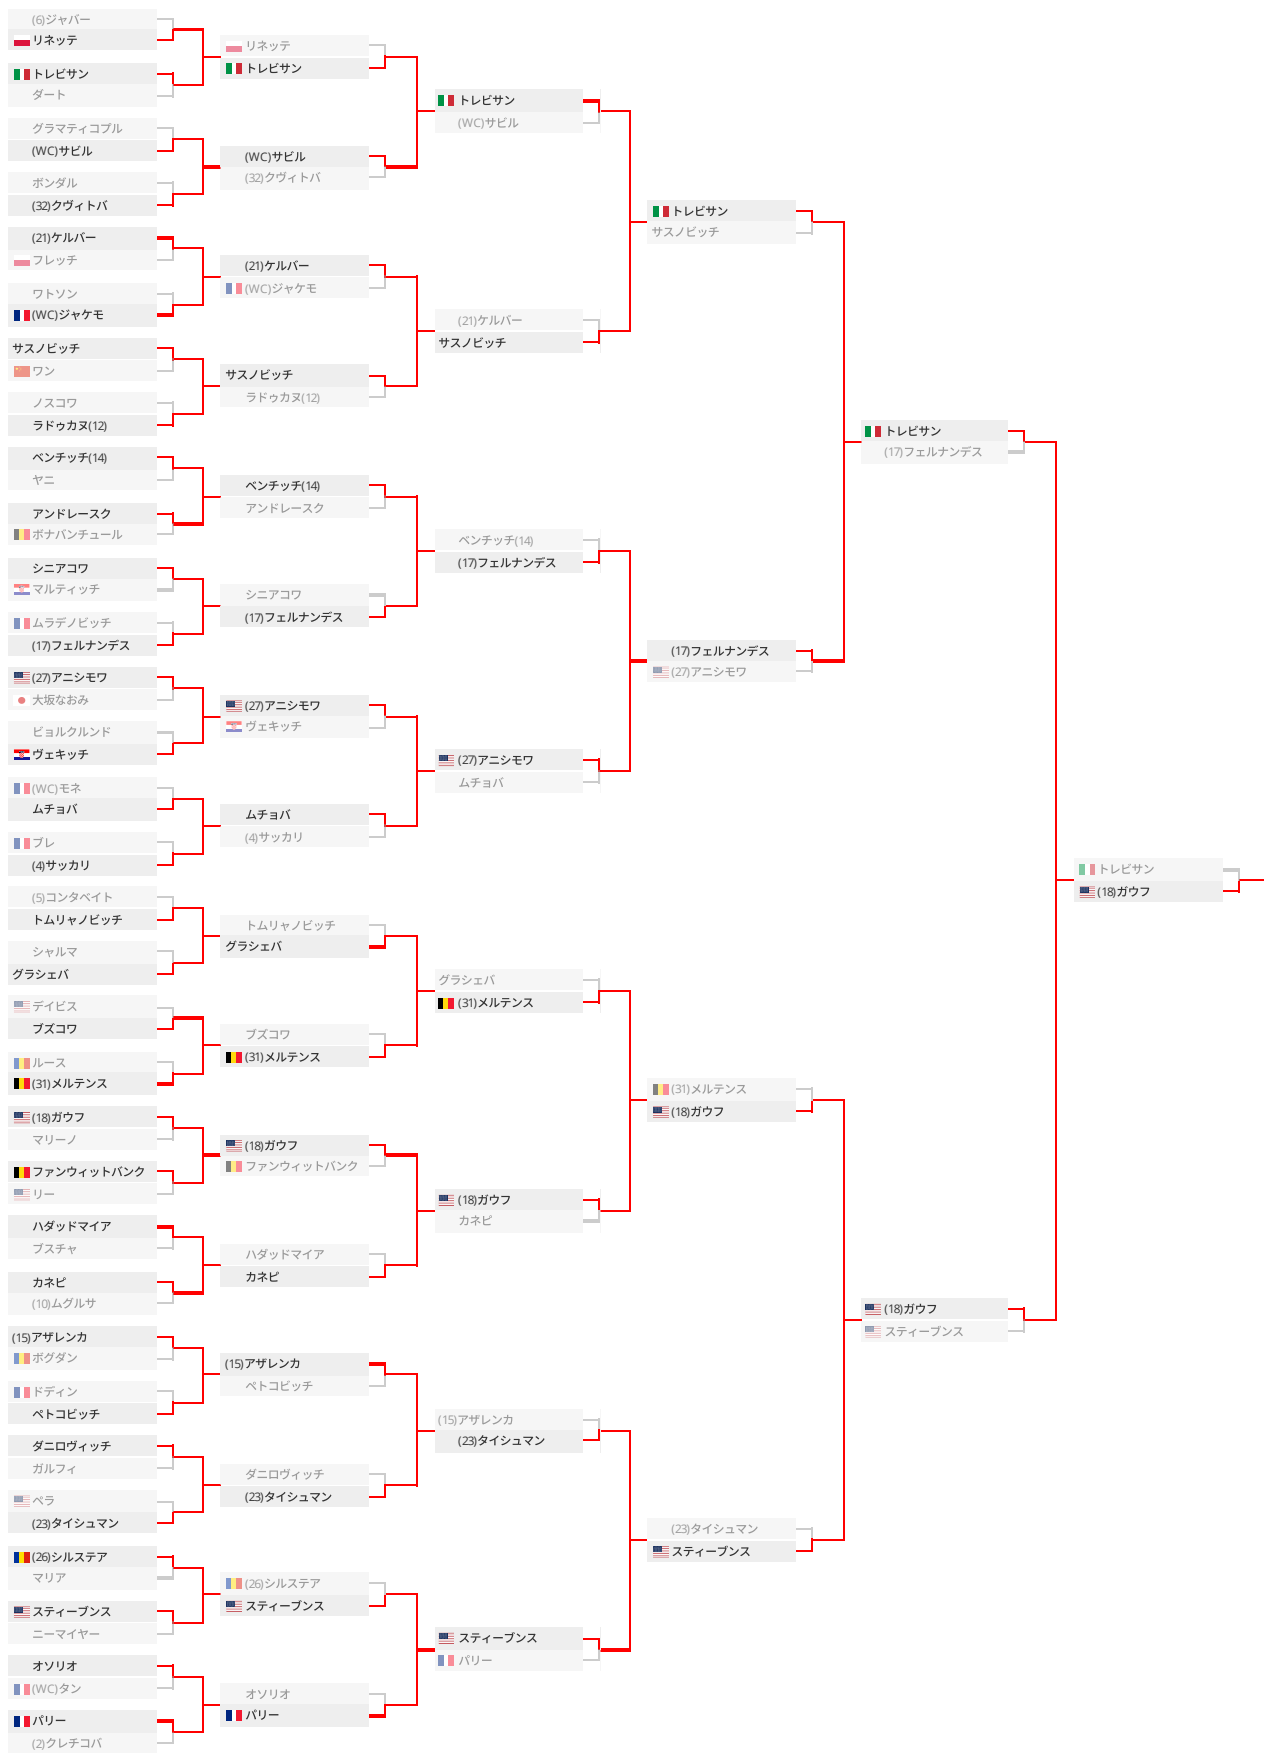 (6)ジャバー
リネッテ
トレビサン
ダート
グラマティコプル
(WC)サビル
ボンダル
(32)クヴィトバ
(21)ケルバー
フレッチ
ワトソン
(WC)ジャケモ
サスノビッチ
ワン
ノスコワ
ラドゥカヌ(12)
ベンチッチ(14)
ヤニ
アンドレースク
ボナバンチュール
シニアコワ
マルティッチ
ムラデノビッチ
(17)フェルナンデス
(27)アニシモワ
大坂なおみ
ビョルクルンド
ヴェキッチ
(WC)モネ
ムチョバ
ブレ
(4)サッカリ
(5)コンタベイト
トムリャノビッチ
シャルマ
グラシェバ
デイビス
ブズコワ
ルース
(31)メルテンス
(18)ガウフ
マリーノ
ファンウィットバンク
リー
ハダッドマイア
ブスチャ
カネピ
(10)ムグルサ
(15)アザレンカ
ボグダン
ドディン
ペトコビッチ
ダニロヴィッチ
ガルフィ
ペラ
(23)タイシュマン
(26)シルステア
マリア
スティーブンス
ニーマイヤー
オソリオ
(WC)タン
パリー
(2)クレチコバ
リネッテ
トレビサン
(WC)サビル
(32)クヴィトバ
(21)ケルバー
(WC)ジャケモ
サスノビッチ
ラドゥカヌ(12)
ベンチッチ(14)
アンドレースク
シニアコワ
(17)フェルナンデス
(27)アニシモワ
ヴェキッチ
ムチョバ
(4)サッカリ
トムリャノビッチ
グラシェバ
ブズコワ
(31)メルテンス
(18)ガウフ
ファンウィットバンク
ハダッドマイア
カネピ
(15)アザレンカ
ペトコビッチ
ダニロヴィッチ
(23)タイシュマン
(26)シルステア
スティーブンス
オソリオ
パリー
トレビサン
(WC)サビル
(21)ケルバー
サスノビッチ
ベンチッチ(14)
(17)フェルナンデス
(27)アニシモワ
ムチョバ
グラシェバ
(31)メルテンス
(18)ガウフ
カネピ
(15)アザレンカ
(23)タイシュマン
スティーブンス
パリー
トレビサン
サスノビッチ
(17)フェルナンデス
(27)アニシモワ
(31)メルテンス
(18)ガウフ
(23)タイシュマン
スティーブンス
トレビサン
(17)フェルナンデス
(18)ガウフ
スティーブンス
トレビサン
(18)ガウフ